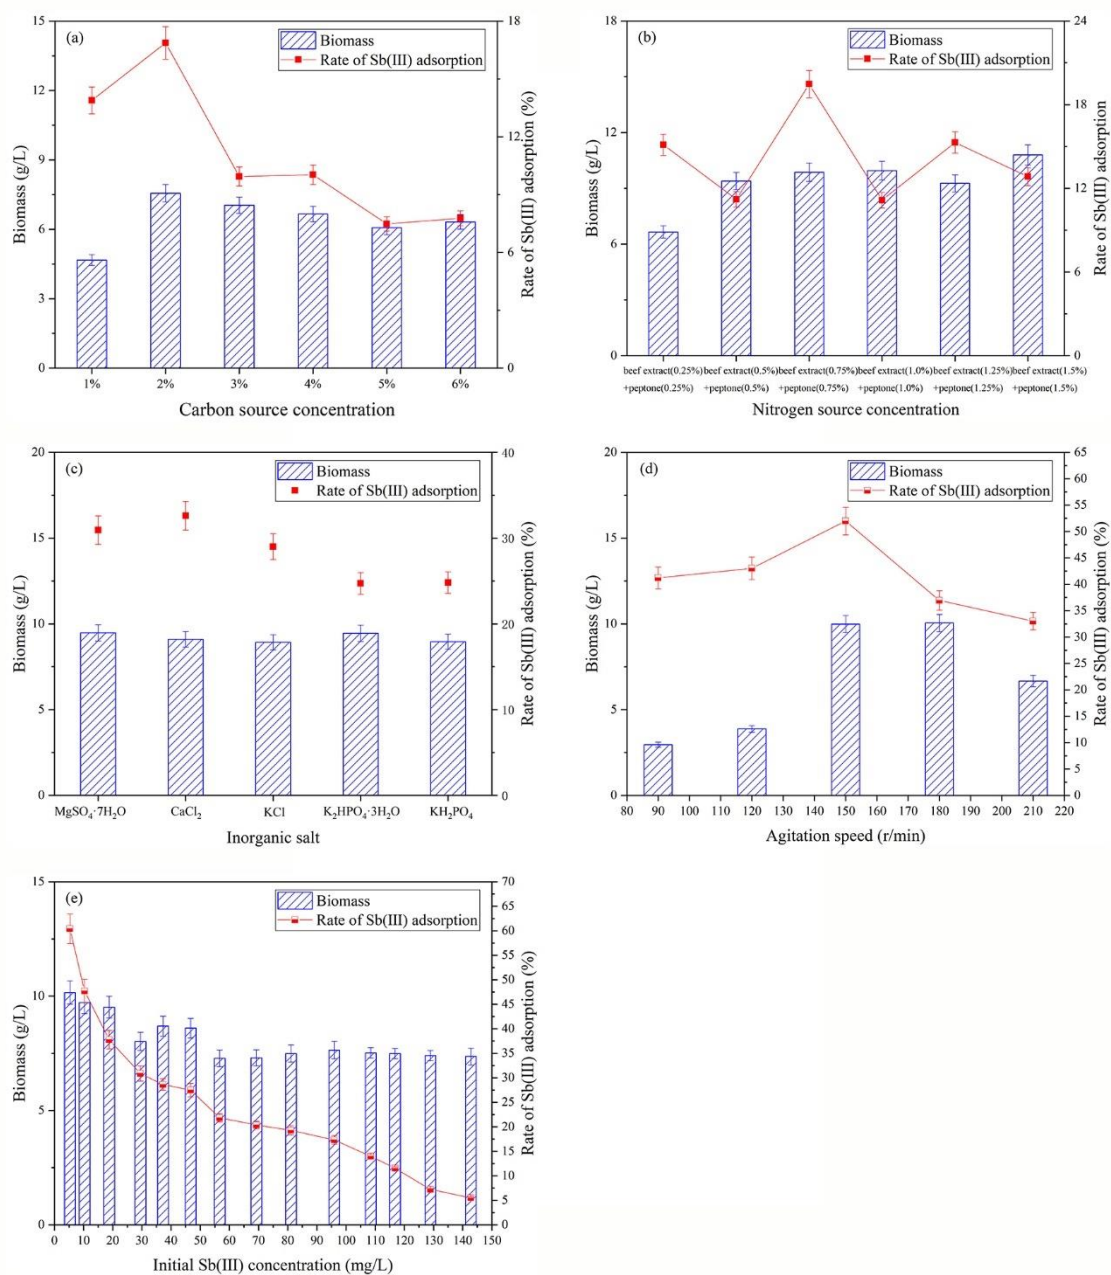 (a)
Biomass
Rate of Sb(III) adsorption
15
12
9
6
3
0
Biomass (g/L)
18
12
6
0
Rate of Sb(III) adsorption (%)
1% 2% 3% 4% 5% 6%
Carbon source concentration
(b)
Biomass
Rate of Sb(III) adsorption
18
12
6
0
Biomass (g/L)
24
18
12
6
0
Rate of Sb(III) adsorption
beef extract(0.25%) beef extract(0.5%) beef extract(0.75%) beef extract(1.0%) beef extract(1.25%) beef extract(1.5%)
+peptone(0.25%) +peptone(0.5%) +peptone(0.75%) +peptone(1.0%) +peptone(1.25%) +peptone(1.5%)
Nitrogen source concentration
(c)
Biomass
Rate of Sb(III) adsorption
20
15
10
5
0
Biomass (g/L)
40
30
20
10
0
Rate of Sb(III) adsorption (%)
MgSO₄·7H₂O CaCl₂ KCl K₂HPO₄·3H₂O KH₂PO₄
Inorganic salt
(d)
Biomass
Rate of Sb(III) adsorption
20
15
10
5
0
Biomass (g/L)
65
60
55
50
45
40
35
30
25
20
15
10
5
0
Rate of Sb(III) adsorption (%)
80 90 100 110 120 130 140 150 160 170 180 190 200 210 220
Agitation speed (r/min)
(e)
Biomass
Rate of Sb(III) adsorption
15
10
5
0
Biomass (g/L)
70
65
60
55
50
45
40
35
30
25
20
15
10
5
0
Rate of Sb(III) adsorption (%)
0 10 20 30 40 50 60 70 80 90 100 110 120 130 140 150
Initial Sb(III) concentration (mg/L)